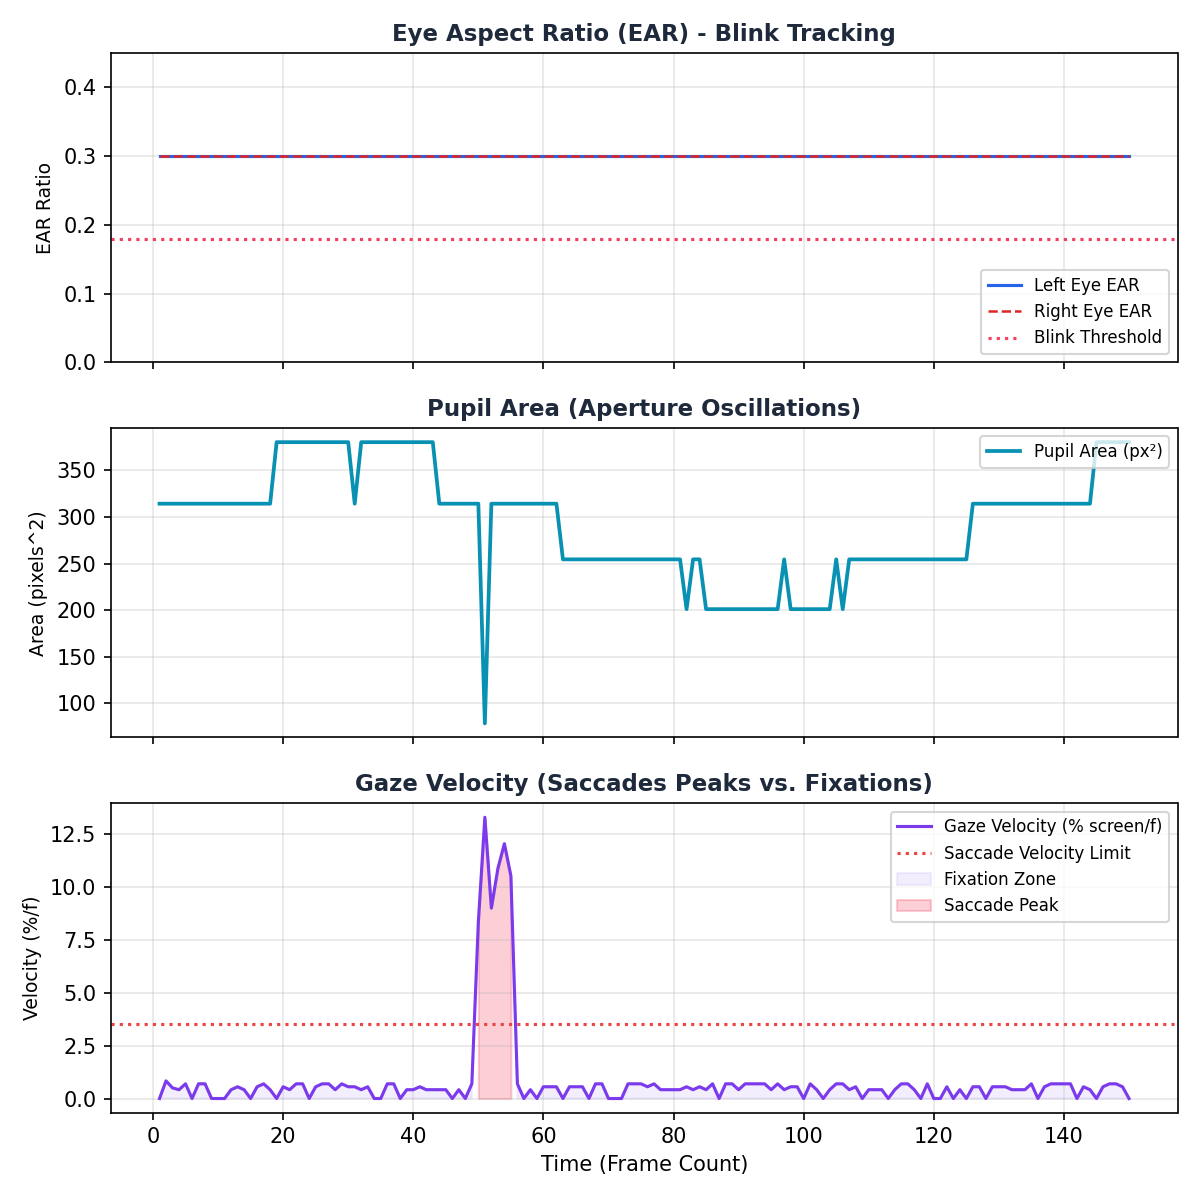 Eye Aspect Ratio (EAR) - Blink Tracking
EAR Ratio
0.4
0.3
0.2
0.1
0.0
Left Eye EAR
Right Eye EAR
Blink Threshold
Pupil Area (Aperture Oscillations)
Area (pixels^2)
350
300
250
200
150
100
Pupil Area (px²)
Gaze Velocity (Saccades Peaks vs. Fixations)
Velocity (%/f)
12.5
10.0
7.5
5.0
2.5
0.0
Gaze Velocity (% screen/f)
Saccade Velocity Limit
Fixation Zone
Saccade Peak
0 20 40 60 80 100 120 140
Time (Frame Count)